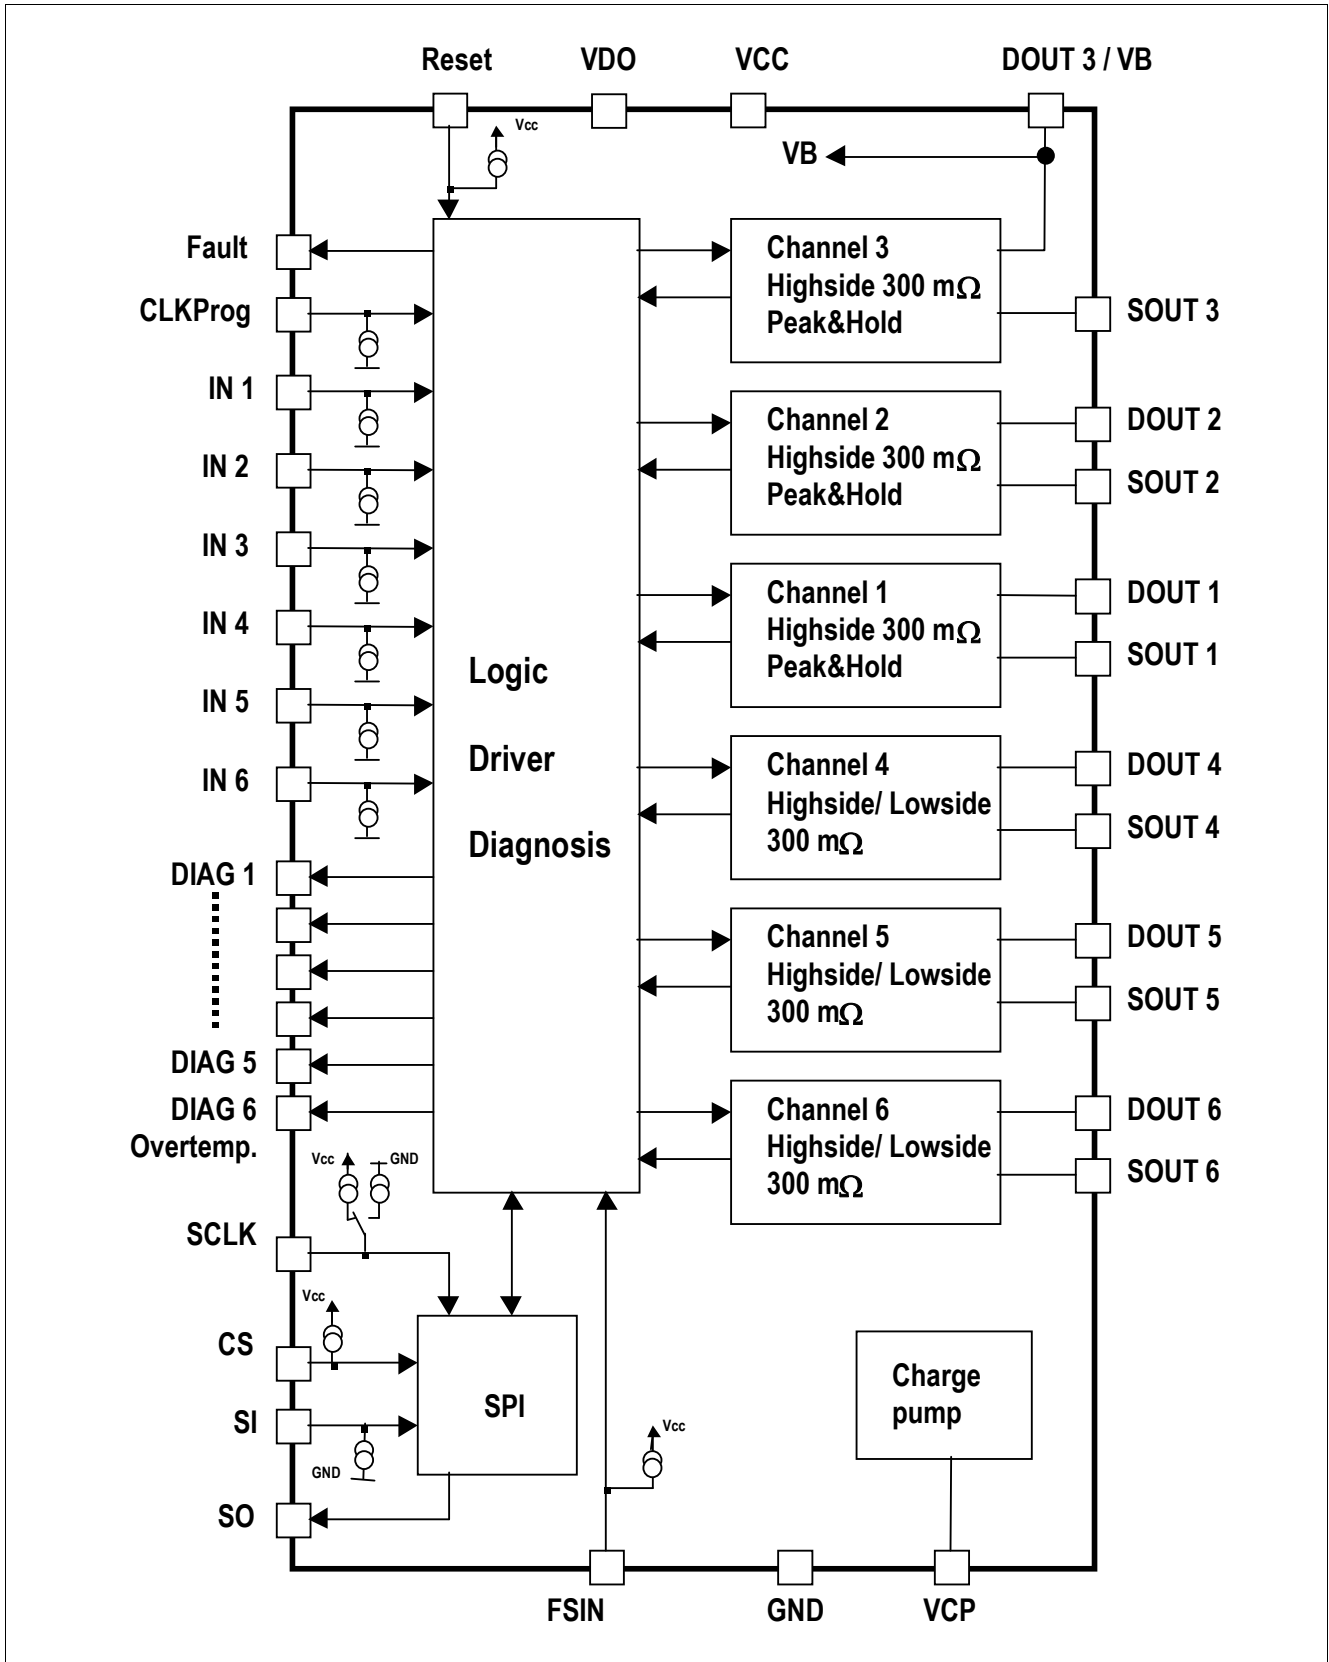 Reset VDO VCC DOUT 3 / VB
Vcc
VB
Fault
CLKProg
IN 1
IN 2
IN 3
IN 4
IN 5
IN 6
DIAG 1
DIAG 5
DIAG 6
Overtemp.
Vcc GND
SCLK
Vcc
CS
SI
GND
SO
Logic
Driver
Diagnosis
SPI
Vcc
Channel 3
Highside 300 mΩ
Peak&Hold
Channel 2
Highside 300 mΩ
Peak&Hold
Channel 1
Highside 300 mΩ
Peak&Hold
Channel 4
Highside/ Lowside
300 mΩ
Channel 5
Highside/ Lowside
300 mΩ
Channel 6
Highside/ Lowside
300 mΩ
Charge
pump
SOUT 3
DOUT 2
SOUT 2
DOUT 1
SOUT 1
DOUT 4
SOUT 4
DOUT 5
SOUT 5
DOUT 6
SOUT 6
FSIN GND VCP